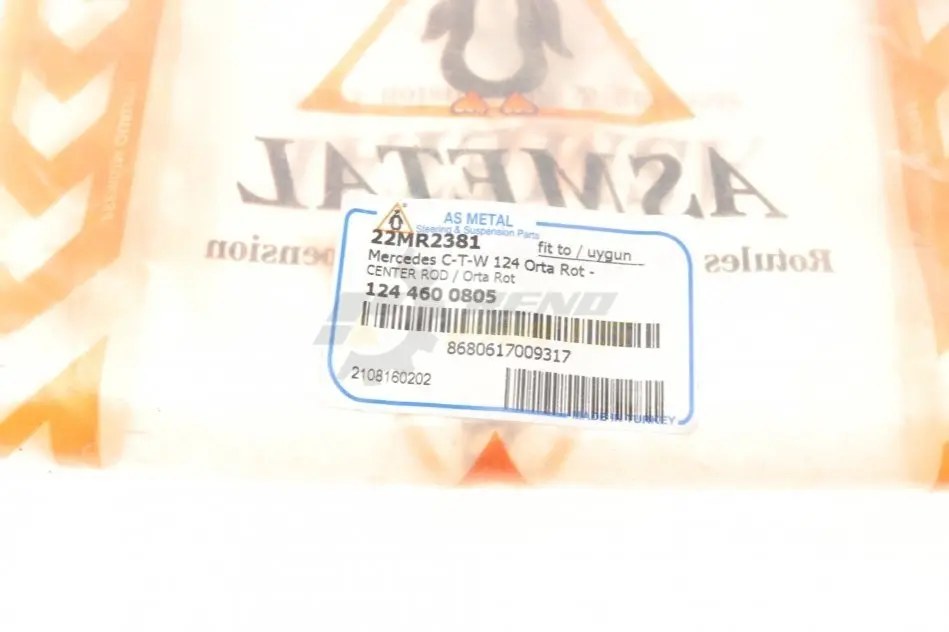 ASMETAL
Rotules
AS METAL
Steering & Suspension Parts
22MR2381
fit to / uygun
Mercedes C-T-W 124 Orta Rot -
CENTER ROD / Orta Rot
124 460 0805
8680617009317
2108160202
MADE IN TURKEY